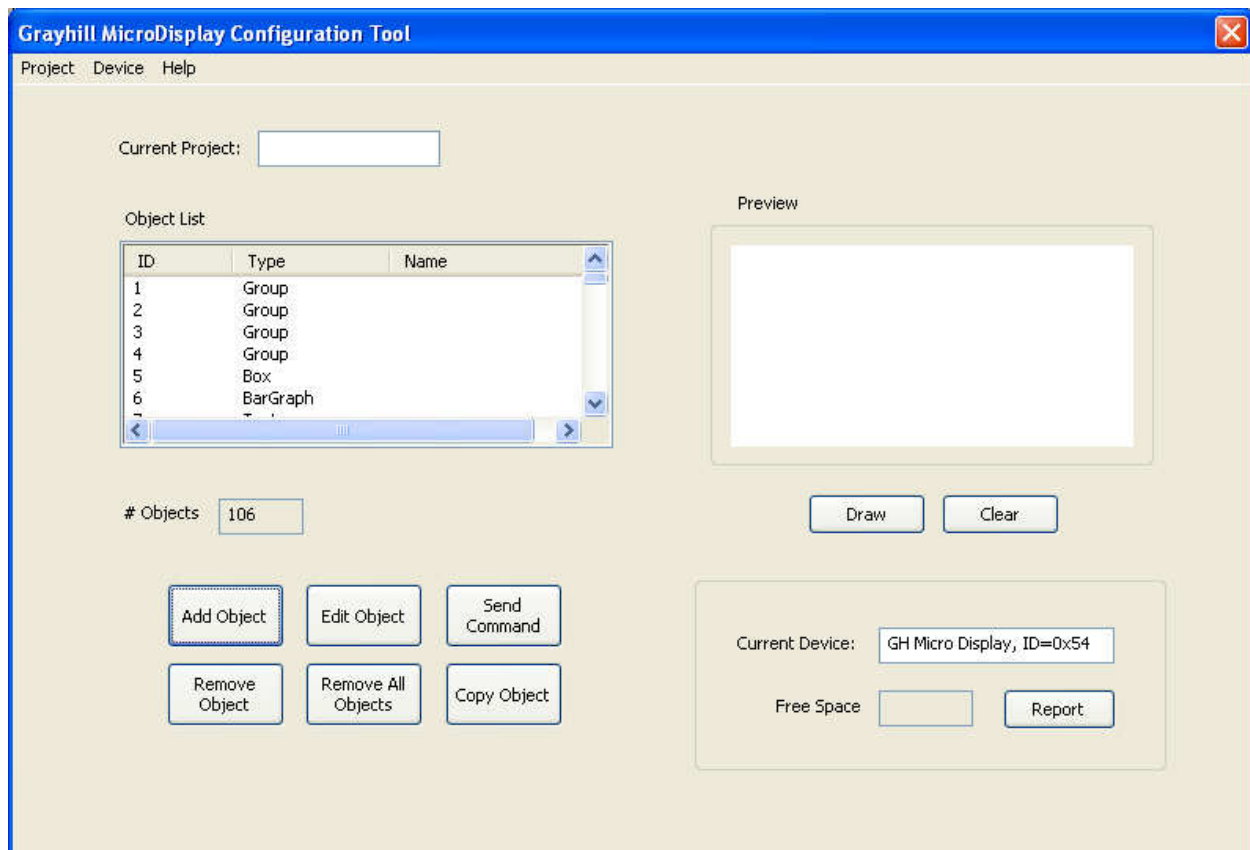 Grayhill MicroDisplay Configuration Tool
Project Device Help
Current Project:
Object List
ID Type Name
1 Group
2 Group
3 Group
4 Group
5 Box
6 BarGraph
# Objects 106
Add Object
Edit Object
Send
Command
Remove
Object
Remove All
Objects
Copy Object
Preview
Draw
Clear
Current Device: GH Micro Display, ID=0x54
Free Space
Report